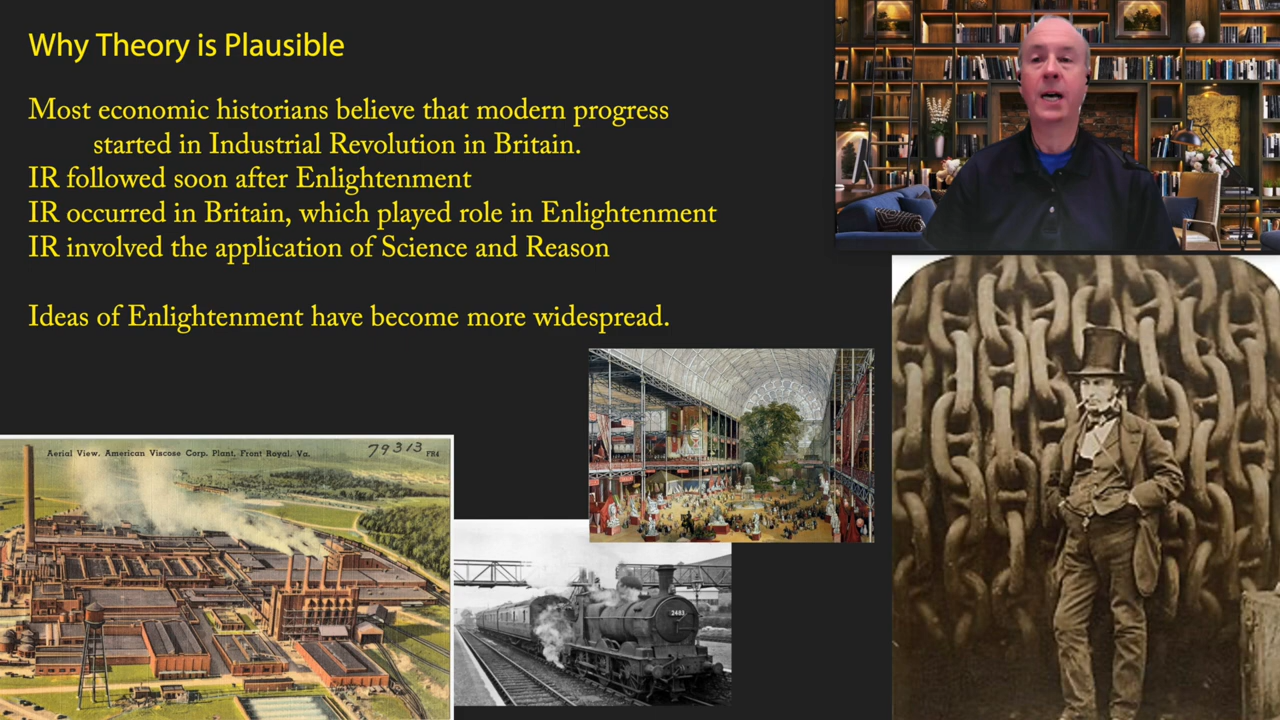 Why Theory is Plausible
Most economic historians believe that modern progress
started in Industrial Revolution in Britain.
IR followed soon after Enlightenment
IR occurred in Britain, which played role in Enlightenment
IR involved the application of Science and Reason
Ideas of Enlightenment have become more widespread.
Aerial View, American Viscose Corp. Plant, Front Royal, Va.
79313 FR4
2483